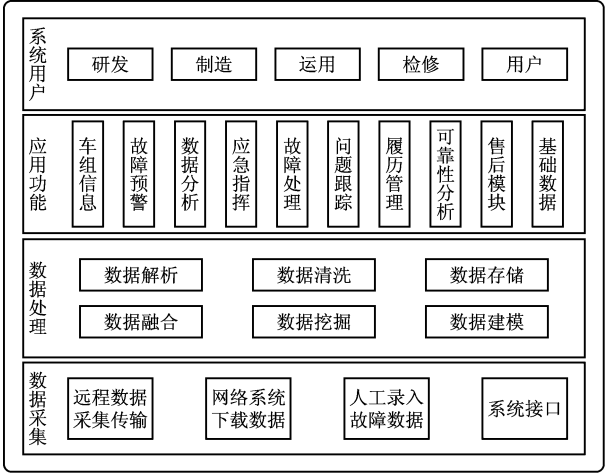 系统用户
研发
制造
运用
检修
用户
应用功能
车组信息
故障预警
数据分析
应急指挥
故障处理
问题跟踪
履历管理
可靠性分析
售后模块
基础数据
数据处理
数据解析
数据清洗
数据存储
数据融合
数据挖掘
数据建模
数据采集
远程数据
采集传输
网络系统
下载数据
人工录入
故障数据
系统接口